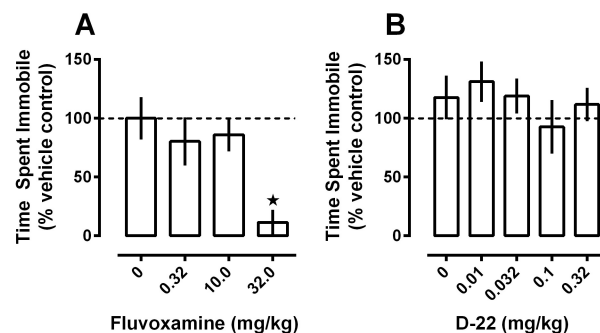 A
Time Spent Immobile
(% vehicle control)
150
100
50
0
★
0
0.32
10.0
32.0
Fluvoxamine (mg/kg)
B
Time Spent Immobile
(% vehicle control)
150
100
50
0
0
0.01
0.032
0.1
0.32
D-22 (mg/kg)